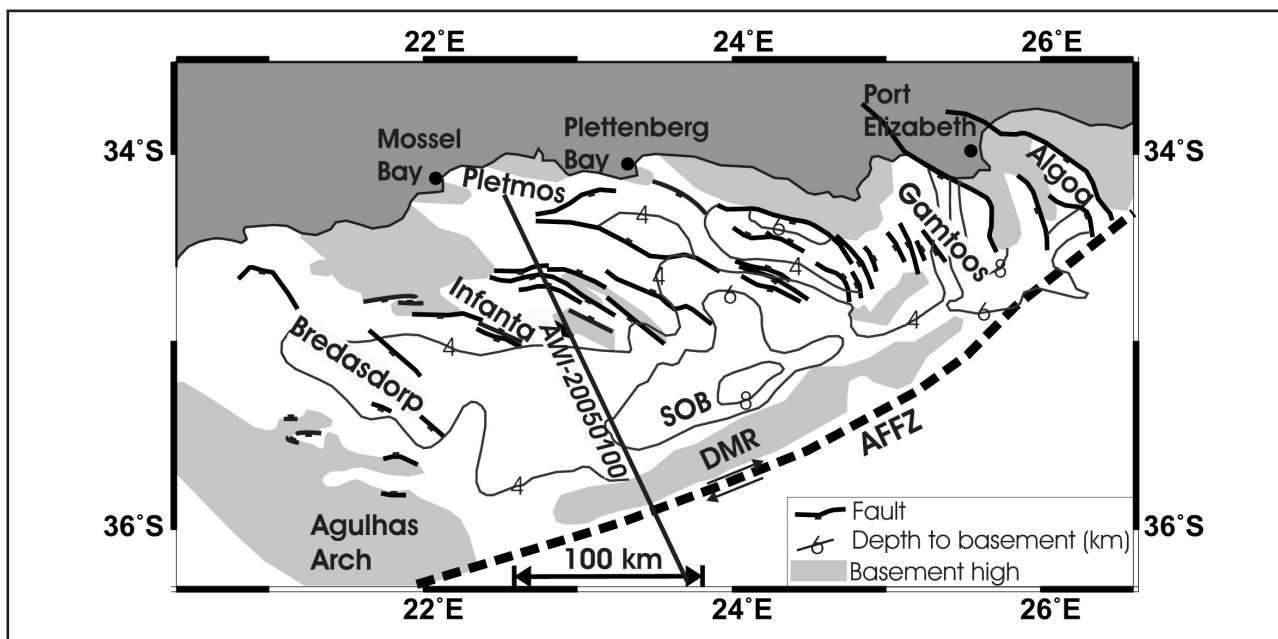 22˚E 24˚E 26˚E
Port
Elizabeth
Mossel
Bay
Plettenberg
Bay
34˚S
34˚S
Pletmos
Algoa
Gamtoos
4
6
4
4
6
8
6
4
Infanta
Bredasdorp
4
AWI-20050100
SOB
8
DMR
AFFZ
4
Agulhas
Arch
36˚S
36˚S
100 km
Fault
6 Depth to basement (km)
Basement high
22˚E 24˚E 26˚E